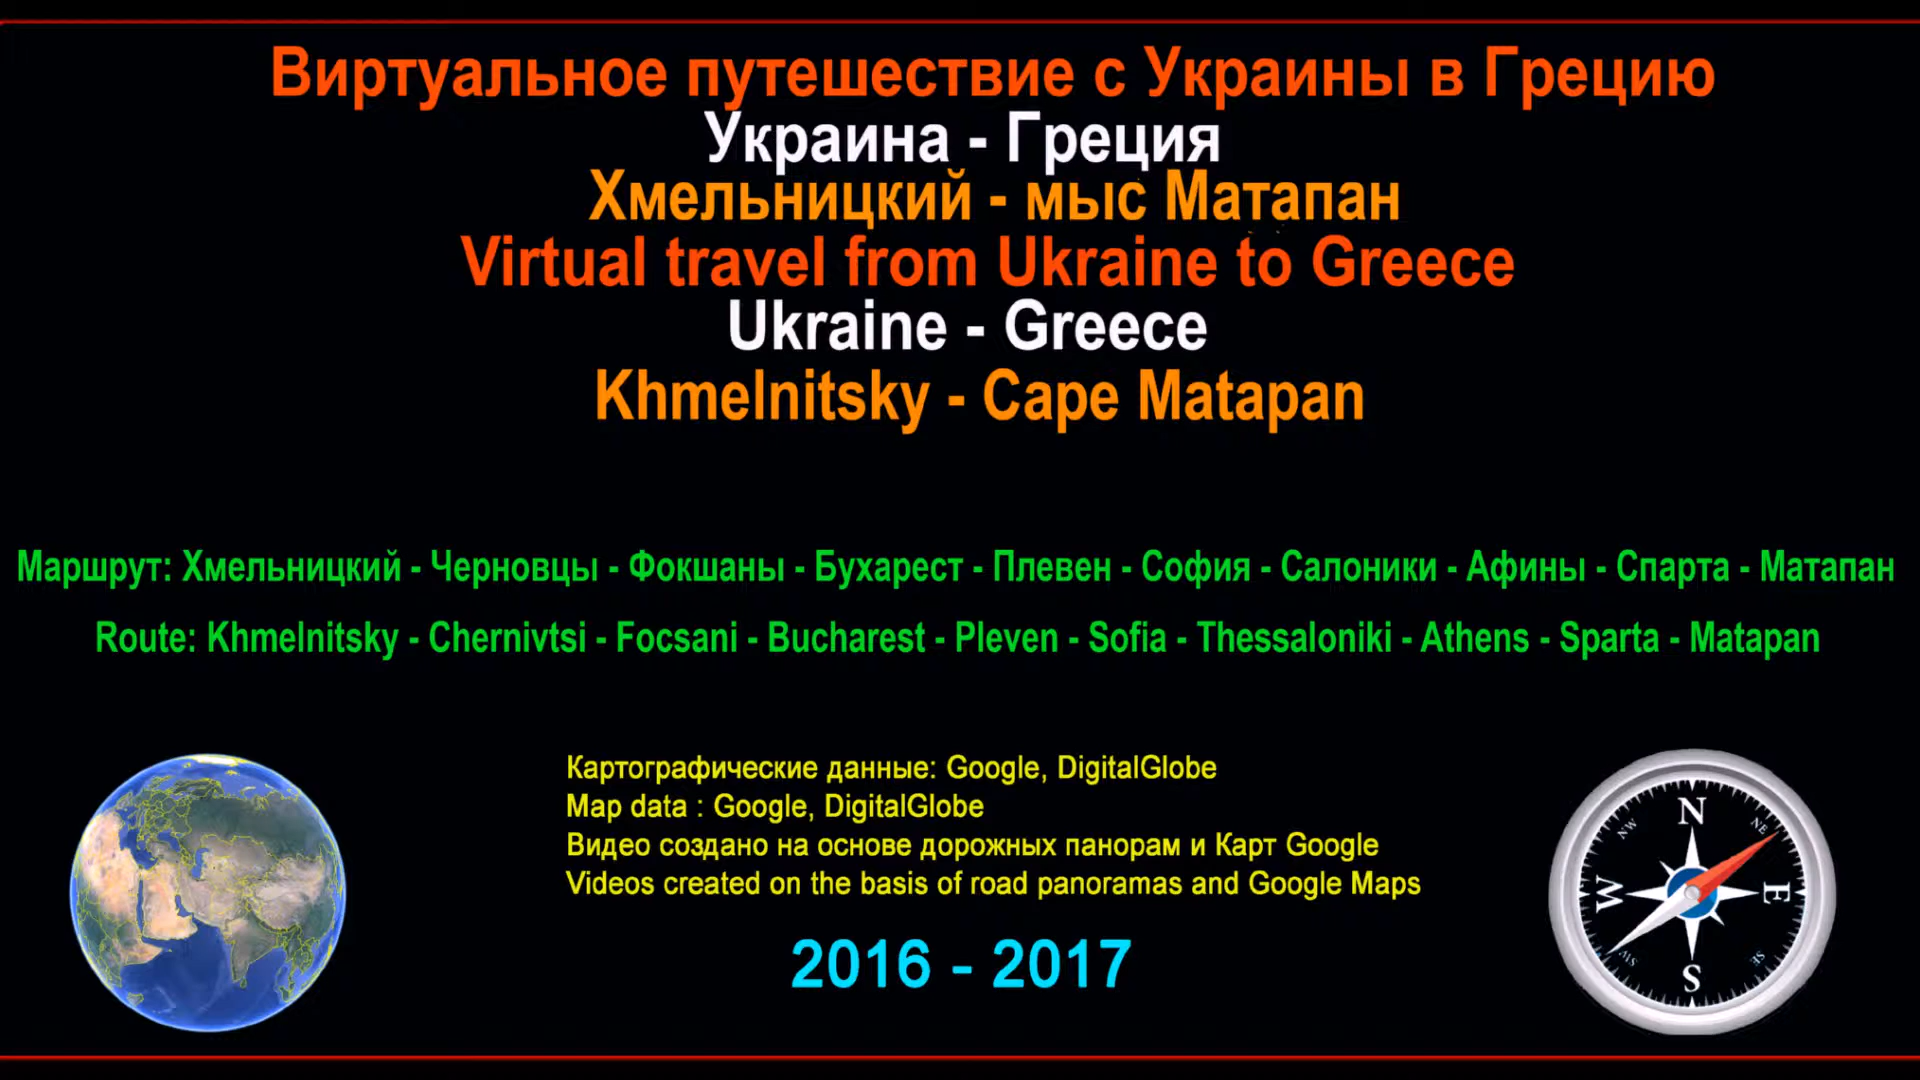 Виртуальное путешествие с Украины в Грецию
Украина - Греция
Хмельницкий - мыс Матапан
Virtual travel from Ukraine to Greece
Ukraine - Greece
Khmelnitsky - Cape Matapan
Маршрут: Хмельницкий - Черновцы - Фокшаны - Бухарест - Плевен - София - Салоники - Афины - Спарта - Матапан
Route: Khmelnitsky - Chernivtsi - Focsani - Bucharest - Pleven - Sofia - Thessaloniki - Athens - Sparta - Matapan
Картографические данные: Google, DigitalGlobe
Map data : Google, DigitalGlobe
Видео создано на основе дорожных панорам и Карт Google
Videos created on the basis of road panoramas and Google Maps
2016 - 2017
N
NW
NE
W
E
SW
SE
S